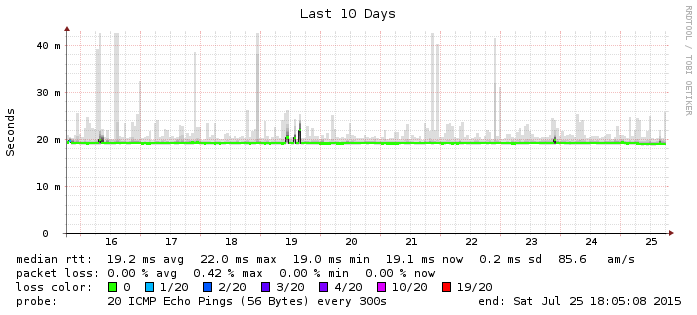 Last 10 Days
RRDTOOL / TOBI OETIKER
Seconds
40 m
30 m
20 m
10 m
0
16 17 18 19 20 21 22 23 24 25
median rtt: 19.2 ms avg 22.0 ms max 19.0 ms min 19.1 ms now 0.2 ms sd 85.6 am/s
packet loss: 0.00 % avg 0.42 % max 0.00 % min 0.00 % now
loss color: 0 1/20 2/20 3/20 4/20 10/20 19/20
probe: 20 ICMP Echo Pings (56 Bytes) every 300s end: Sat Jul 25 18:05:08 2015